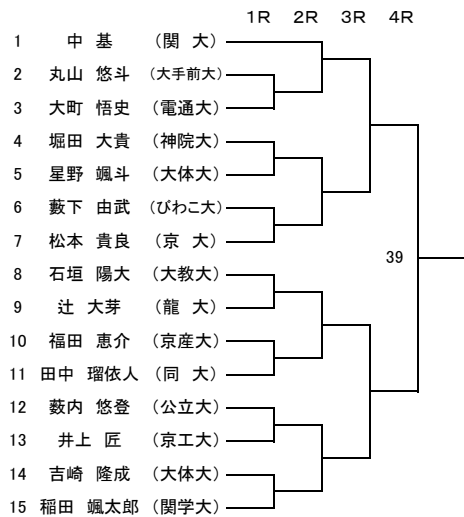 1R 2R 3R 4R
1 中 基 (関 大)
2 丸山 悠斗 (大手前大)
3 大町 悟史 (電通大)
4 堀田 大貴 (神院大)
5 星野 颯斗 (大体大)
6 藪下 由武 (びわこ大)
7 松本 貴良 (京 大)
8 石垣 陽大 (大教大)
39
9 辻 大芽 (龍 大)
10 福田 恵介 (京産大)
11 田中 瑠依人 (同 大)
12 薮内 悠登 (公立大)
13 井上 匠 (京工大)
14 吉崎 隆成 (大体大)
15 稲田 颯太郎 (関学大)